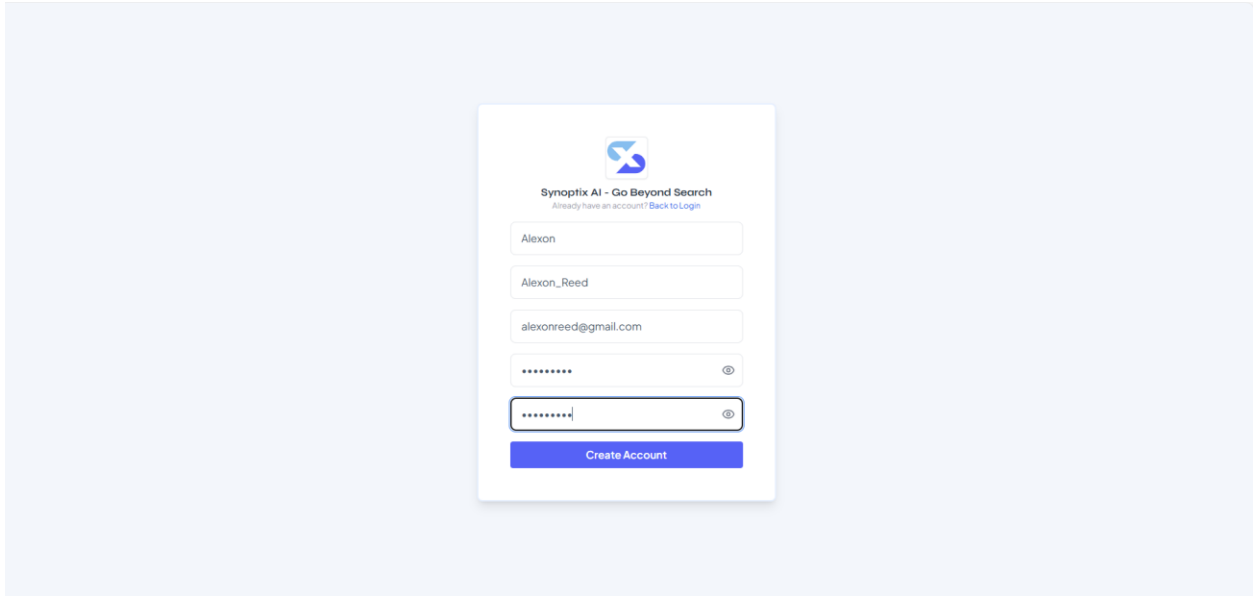 Synoptix AI - Go Beyond Search
Already have an account? Back to Login
Alexon
Alexon_Reed
alexonreed@gmail.com
•••••••••
•••••••••
Create Account